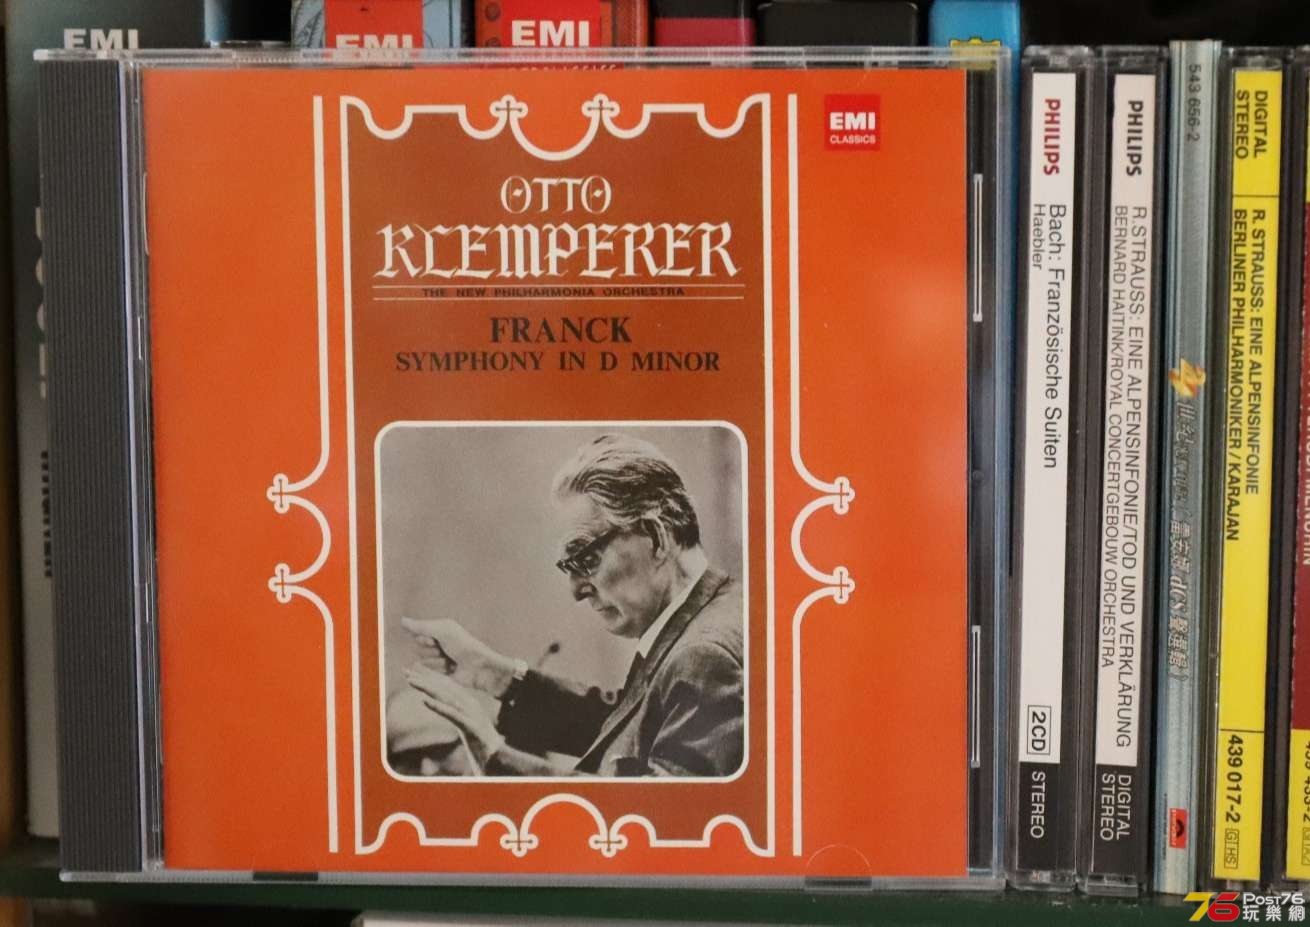 EMI
EMI
EMI
EMI
CLASSICS
OTTO
KLEMPERER
THE NEW PHILHARMONIA ORCHESTRA
FRANCK
SYMPHONY IN D MINOR
PHILIPS
Bach: Französische Suiten
Haebler
2CD
STEREO
PHILIPS
R.STRAUSS: EINE ALPENSINFONIE/TOD UND VERKLÄRUNG
BERNARD HAITINK/ROYAL CONCERTGEBOUW ORCHESTRA
DIGITAL
STEREO
543 656-2
DIGITAL
STEREO
R. STRAUSS: EINE ALPENSINFONIE
BERLINER PHILHARMONIKER/KARAJAN
439 017-2
GHS
Post76
玩樂網